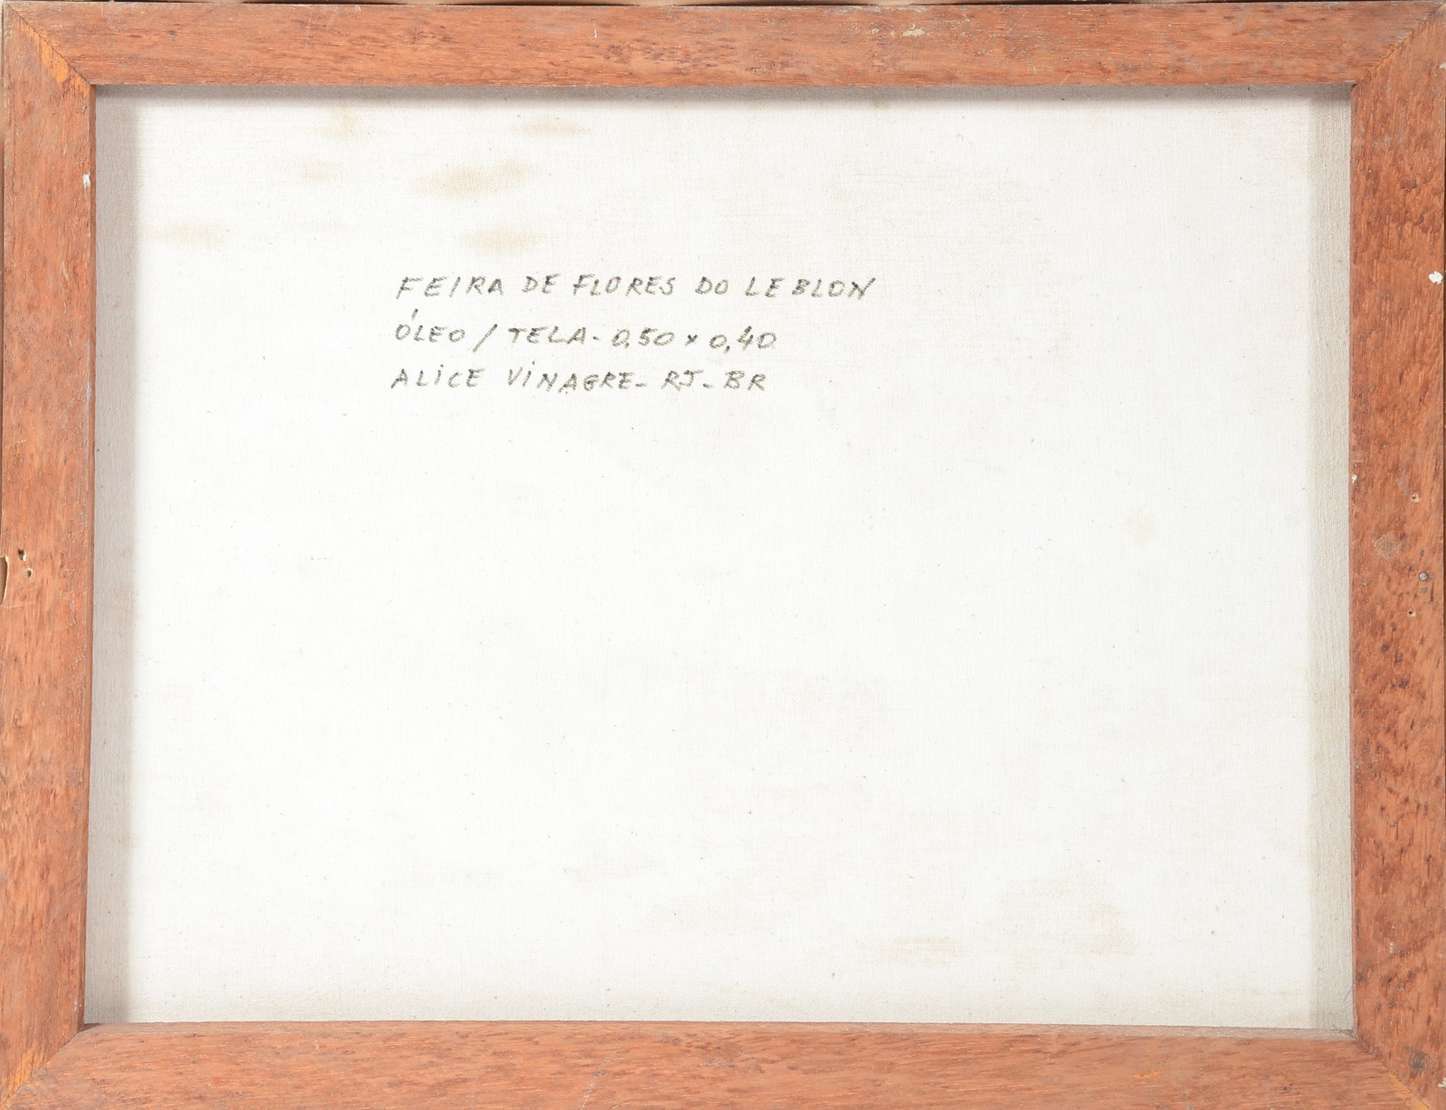 FEIRA DE FLORES DO LEBLON
ÓLEO / TELA - 0,50 x 0,40
ALICE VINAGRE - RJ - BR